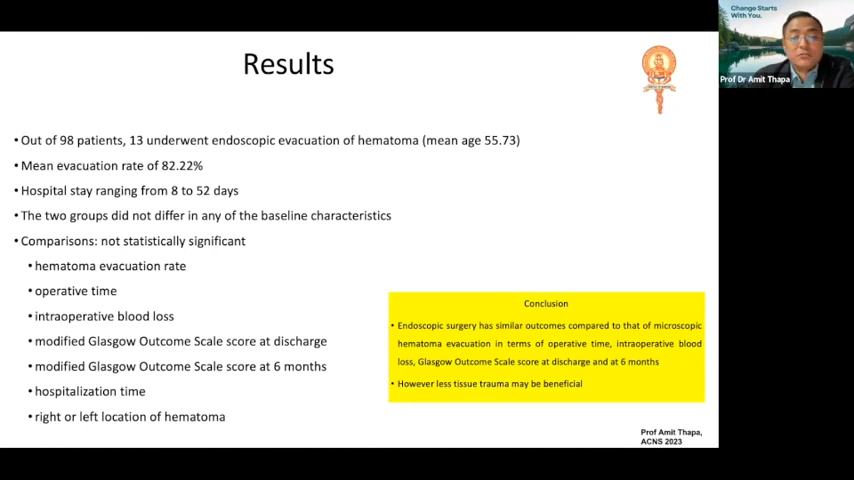 Change Starts
With You.
Prof Dr Amit Thapa
Results
• Out of 98 patients, 13 underwent endoscopic evacuation of hematoma (mean age 55.73)
• Mean evacuation rate of 82.22%
• Hospital stay ranging from 8 to 52 days
• The two groups did not differ in any of the baseline characteristics
• Comparisons: not statistically significant
• hematoma evacuation rate
• operative time
• intraoperative blood loss
• modified Glasgow Outcome Scale score at discharge
• modified Glasgow Outcome Scale score at 6 months
• hospitalization time
• right or left location of hematoma
Conclusion
• Endoscopic surgery has similar outcomes compared to that of microscopic
hematoma evacuation in terms of operative time, intraoperative blood
loss, Glasgow Outcome Scale score at discharge and at 6 months
• However less tissue trauma may be beneficial
Prof Amit Thapa,
ACNS 2023